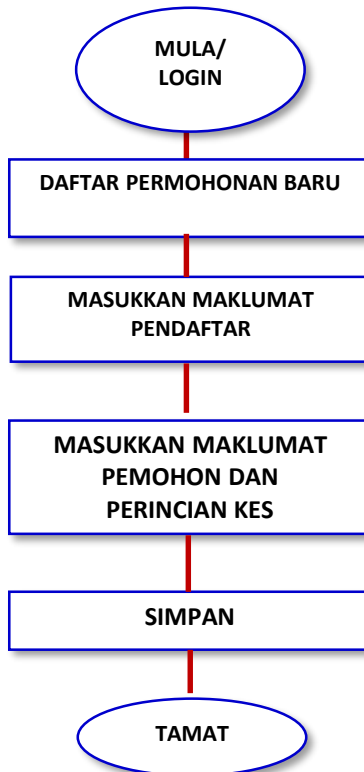 MULA/
LOGIN
DAFTAR PERMOHONAN BARU
MASUKKAN MAKLUMAT
PENDAFTAR
MASUKKAN MAKLUMAT
PEMOHON DAN
PERINCIAN KES
SIMPAN
TAMAT